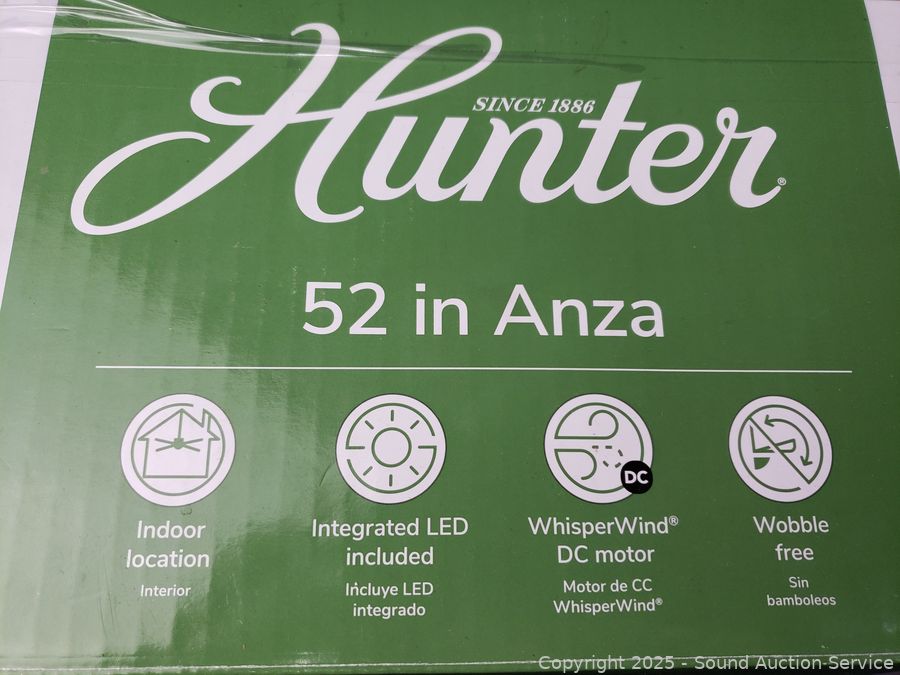 SINCE 1886
Hunter®
52 in Anza
DC
Indoor
location
Interior
Integrated LED
included
Incluye LED
integrado
WhisperWind®
DC motor
Motor de CC
WhisperWind®
Wobble
free
Sin
bamboleos
Copyright 2025 - Sound Auction Service